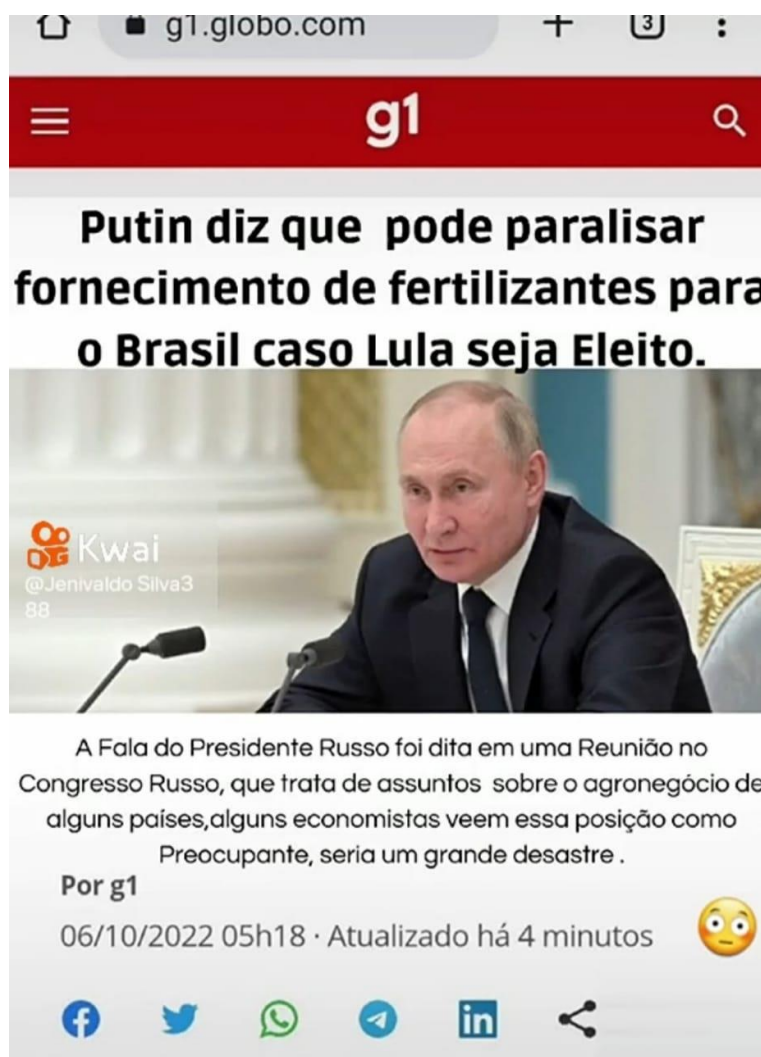 g1.globo.com
3
g1
Putin diz que pode paralisar
fornecimento de fertilizantes para
o Brasil caso Lula seja Eleito.
Kwai
@Jenivaldo Silva3
88
A Fala do Presidente Russo foi dita em uma Reunião no
Congresso Russo, que trata de assuntos sobre o agronegócio de
alguns países,alguns economistas veem essa posição como
Preocupante, seria um grande desastre .
Por g1
06/10/2022 05h18 · Atualizado há 4 minutos
in